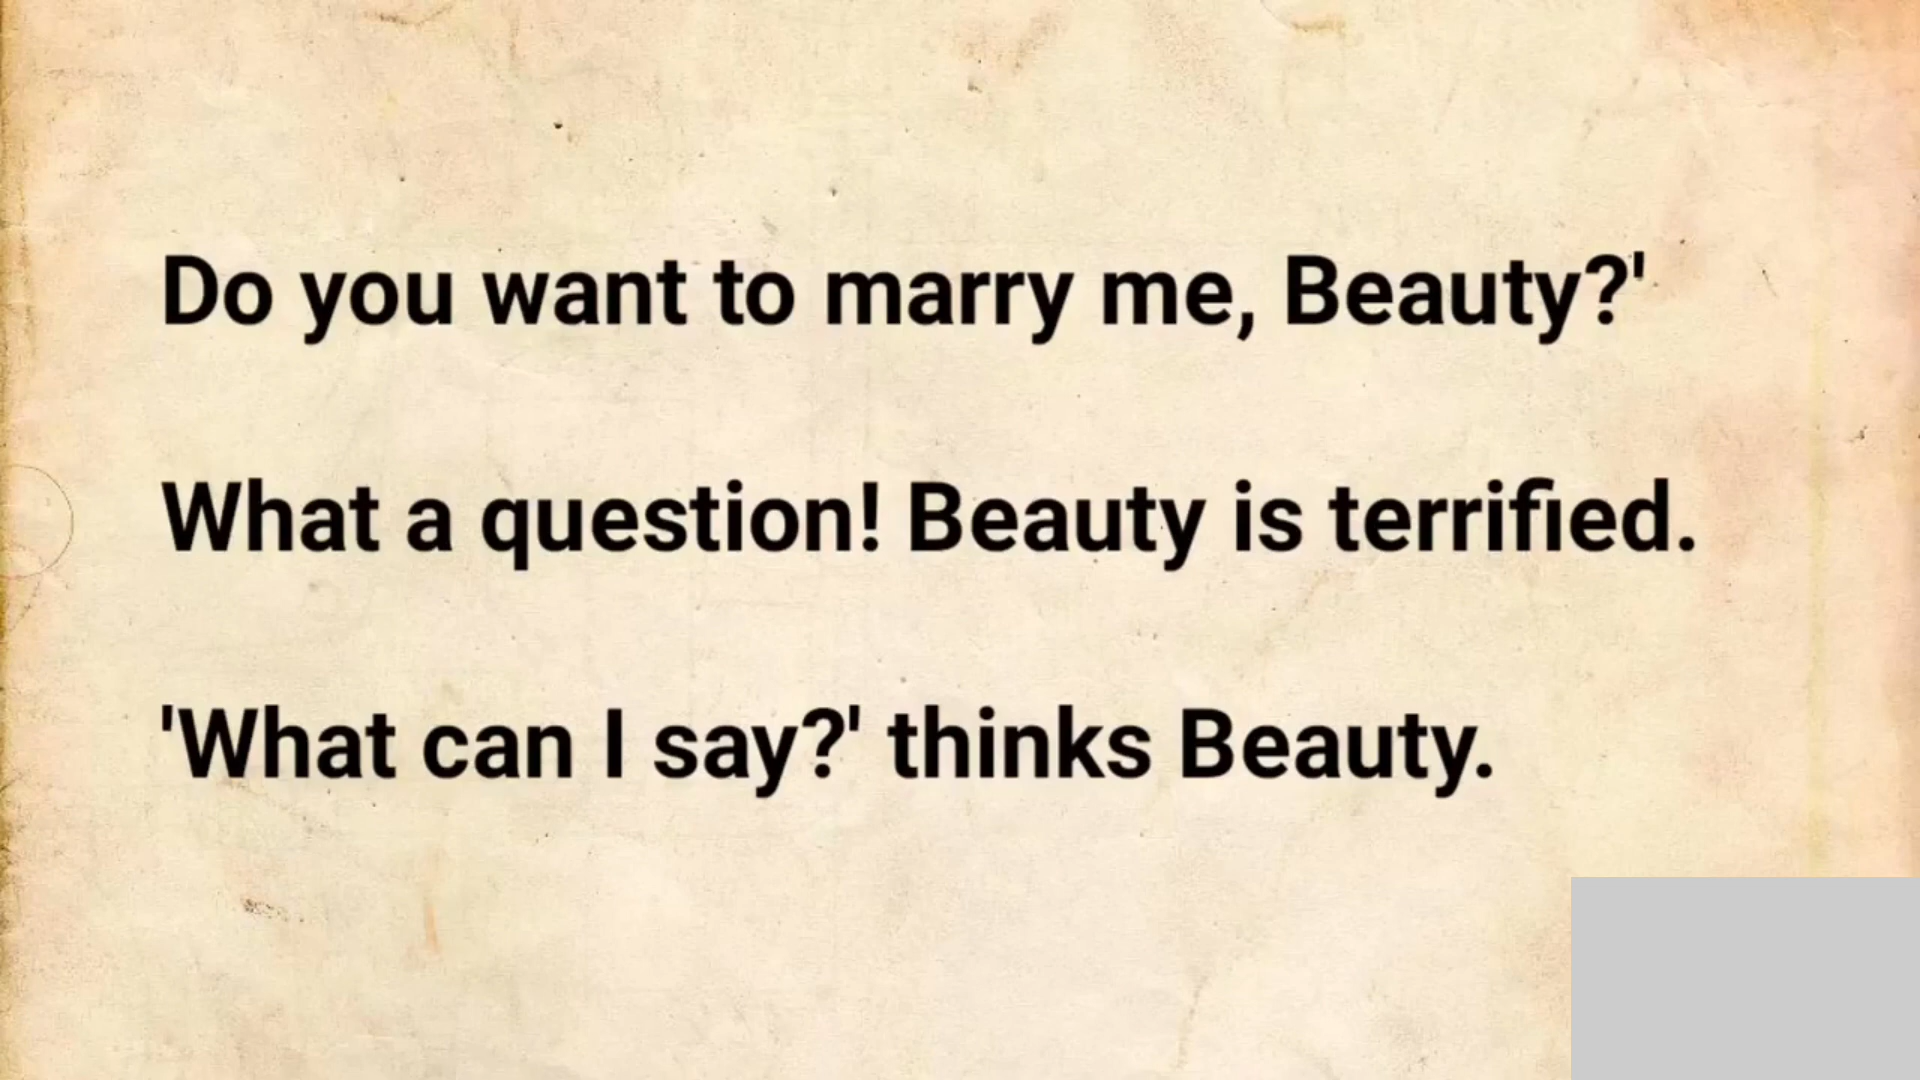 Do you want to marry me, Beauty?'
What a question! Beauty is terrified.
'What can I say?' thinks Beauty.